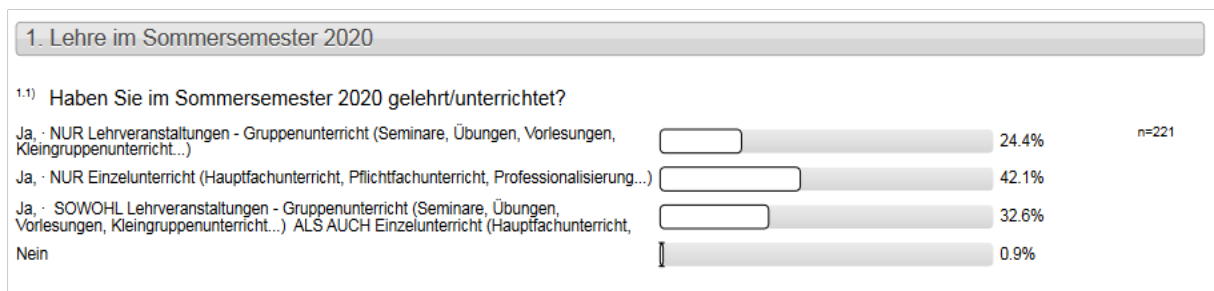 1. Lehre im Sommersemester 2020
1.1) Haben Sie im Sommersemester 2020 gelehrt/unterrichtet?
Ja, · NUR Lehrveranstaltungen - Gruppenunterricht (Seminare, Übungen, Vorlesungen,
Kleingruppenunterricht...)
24.4%
n=221
Ja, · NUR Einzelunterricht (Hauptfachunterricht, Pflichtfachunterricht, Professionalisierung...)
42.1%
Ja, · SOWOHL Lehrveranstaltungen - Gruppenunterricht (Seminare, Übungen,
Vorlesungen, Kleingruppenunterricht...) ALS AUCH Einzelunterricht (Hauptfachunterricht,
32.6%
Nein
0.9%